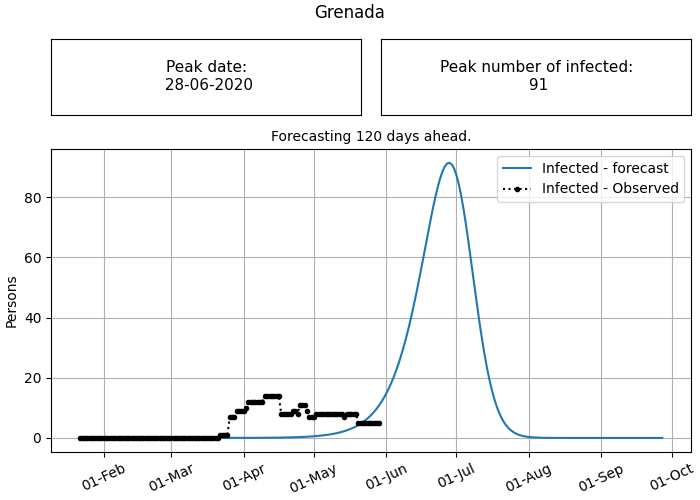 Grenada
Peak date:
28-06-2020
Peak number of infected:
91
Forecasting 120 days ahead.
Infected - forecast
Infected - Observed
Persons
80
60
40
20
0
01-Feb
01-Mar
01-Apr
01-May
01-Jun
01-Jul
01-Aug
01-Sep
01-Oct